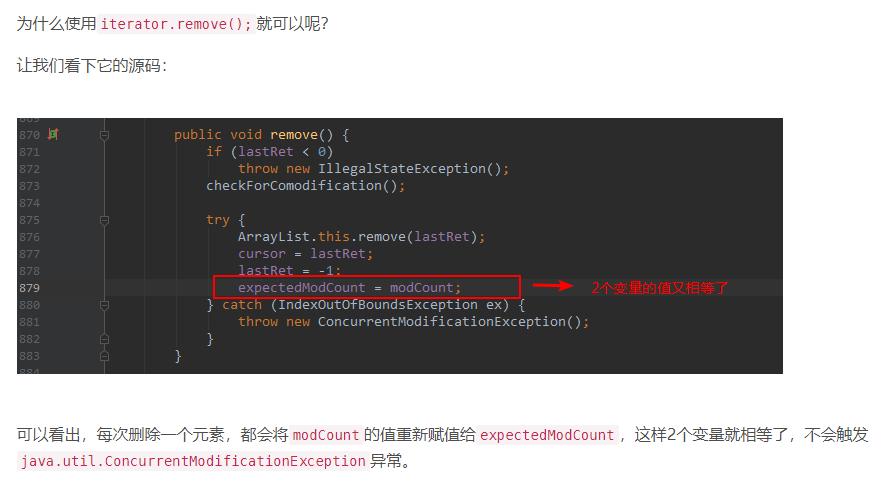 为什么使用iterator.remove();就可以呢？
让我们看下它的源码：
869
870 public void remove() {
871 if (lastRet < 0)
872 throw new IllegalStateException();
873 checkForComodification();
874
875 try {
876 ArrayList.this.remove(lastRet);
877 cursor = lastRet;
878 lastRet = -1;
879 expectedModCount = modCount; 2个变量的值又相等了
880 } catch (IndexOutOfBoundsException ex) {
881 throw new ConcurrentModificationException();
882 }
883 }
884
可以看出，每次删除一个元素，都会将modCount的值重新赋值给expectedModCount，这样2个变量就相等了，不会触发
java.util.ConcurrentModificationException异常。